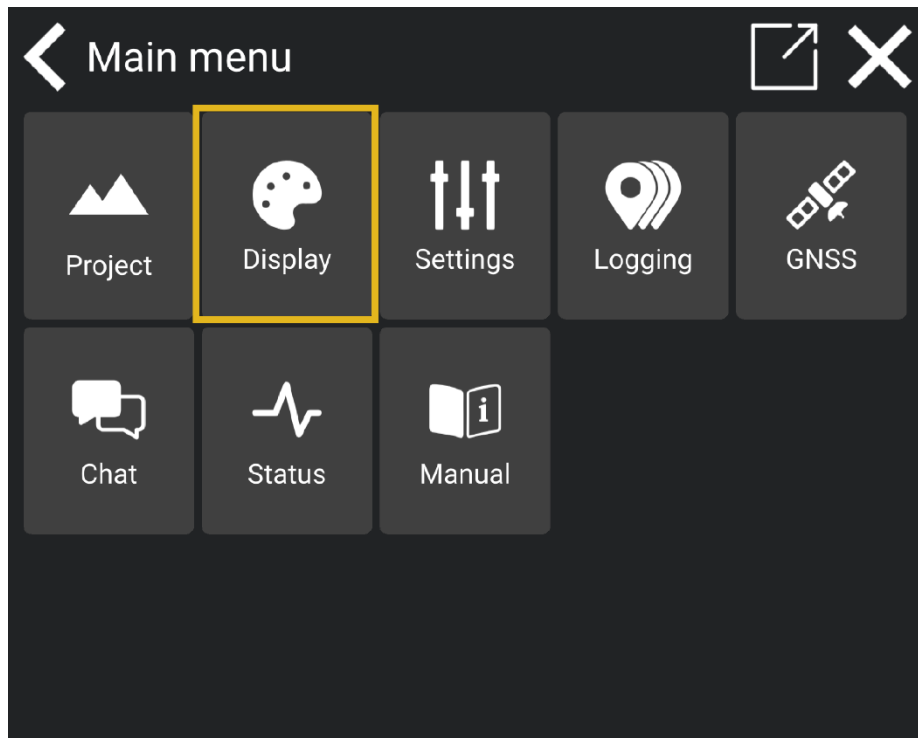 Main menu
Project
Display
Settings
Logging
GNSS
Chat
Status
i
Manual